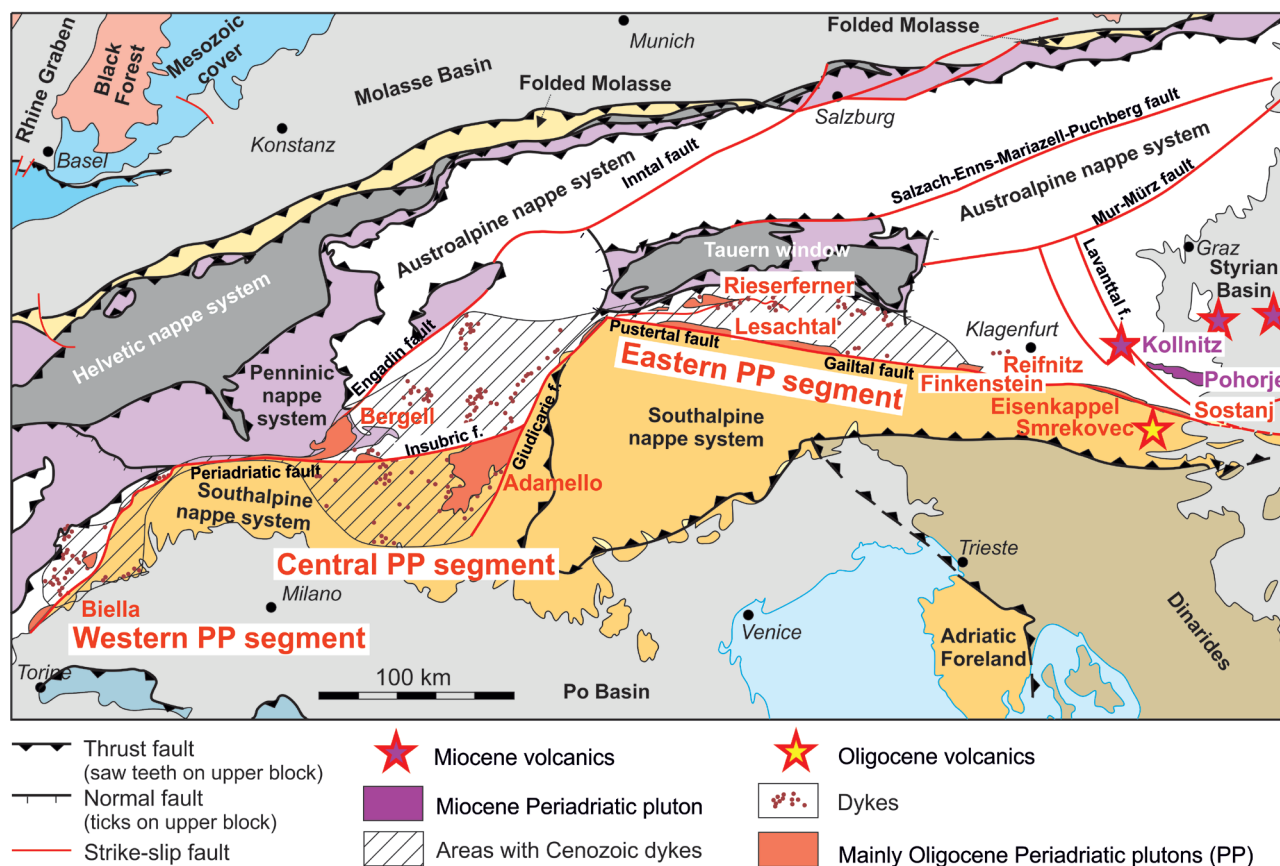 Rhine Graben
Black
Forest
Mesozoic
cover
Basel
Molasse Basin
Konstanz
Munich
Folded Molasse
Folded Molasse
Salzburg
Inntal fault
Austroalpine nappe system
Salzach-Enns-Mariazell-Puchberg fault
Austroalpine nappe system
Mur-Mürz fault
Graz
Styrian
Basin
Lavanttal f.
Tauern window
Helvetic nappe system
Penninic
nappe
system
Engadin fault
Rieserferner
Lesachtal
Pustertal fault
Gailtal fault
Eastern PP segment
Klagenfurt
Reifnitz
Finkenstein
Kollnitz
Pohorje
Sostanj
Eisenkappel
Smrekovec
Bergell
Insubric f.
Giudicarie f.
Periadriatic fault
Southalpine
nappe system
Southalpine
nappe system
Adamello
Central PP segment
Biella
Milano
Western PP segment
Torino
100 km
Po Basin
Venice
Trieste
Adriatic
Foreland
Dinarides
Thrust fault
(saw teeth on upper block)
Normal fault
(ticks on upper block)
Strike-slip fault
Miocene volcanics
Miocene Periadriatic pluton
Areas with Cenozoic dykes
Oligocene volcanics
Dykes
Mainly Oligocene Periadriatic plutons (PP)